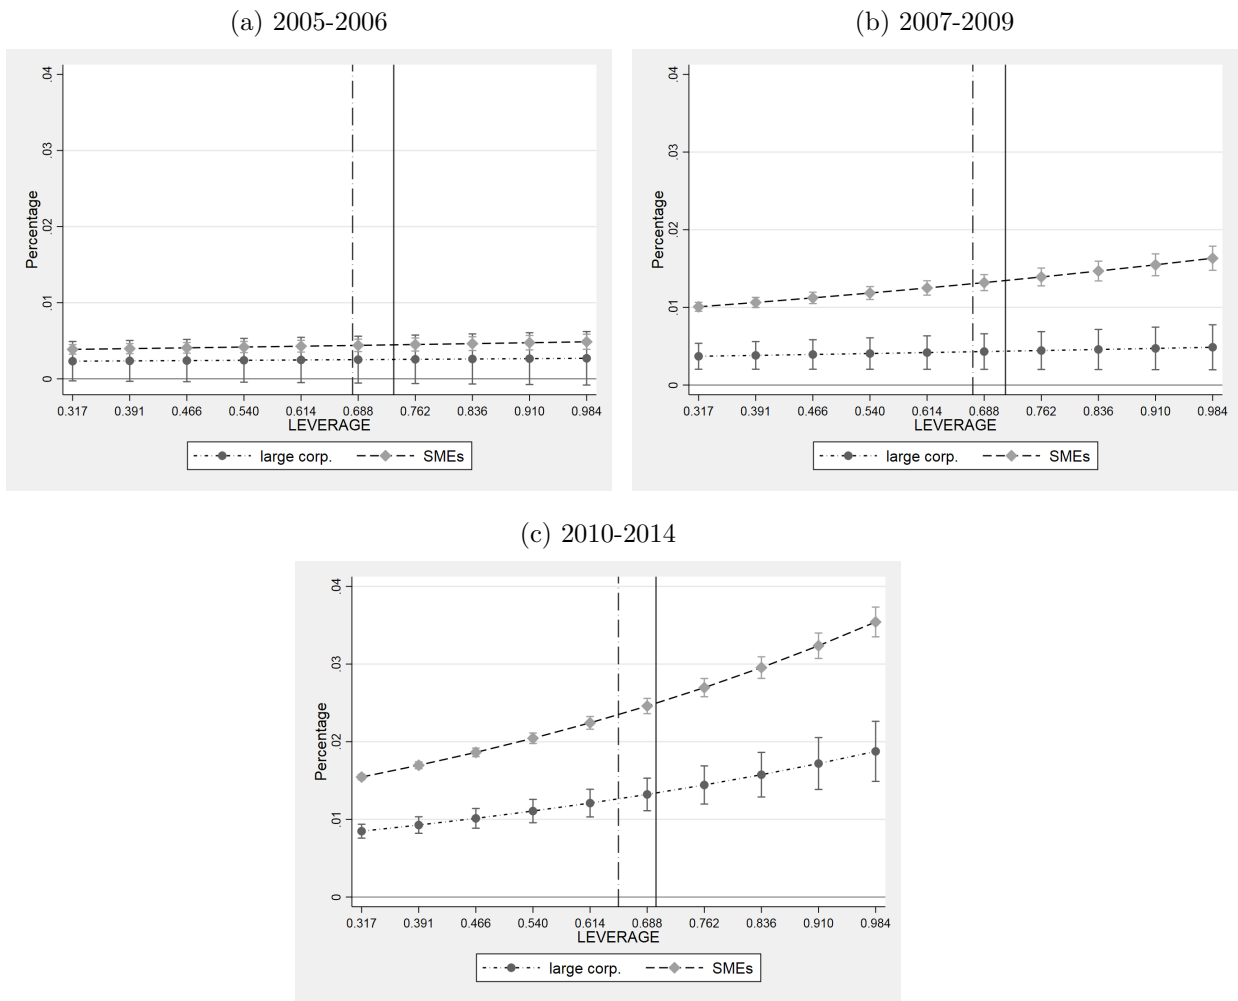 (a) 2005-2006
.04
.03
.02
.01
0
Percentage
0.317 0.391 0.466 0.540 0.614 0.688 0.762 0.836 0.910 0.984
LEVERAGE
large corp. SMEs
(b) 2007-2009
.04
.03
.02
.01
0
Percentage
0.317 0.391 0.466 0.540 0.614 0.688 0.762 0.836 0.910 0.984
LEVERAGE
large corp. SMEs
(c) 2010-2014
.04
.03
.02
.01
0
Percentage
0.317 0.391 0.466 0.540 0.614 0.688 0.762 0.836 0.910 0.984
LEVERAGE
large corp. SMEs